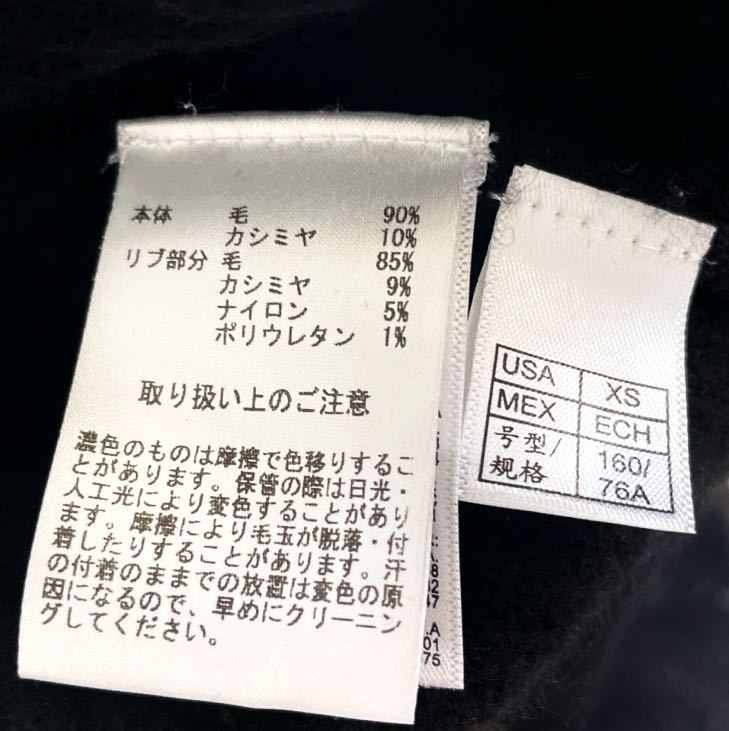 本体 毛 90%
カシミヤ 10%
リブ部分 毛 85%
カシミヤ 9%
ナイロン 5%
ポリウレタン 1%
取り扱い上のご注意
濃色のものは摩擦で色移りするこ
とがあります。保管の際は日光・
人工光により変色することがあり
ます。摩擦により毛玉が脱落・付
着したりすることがあります。汗
の付着のままでの放置は変色の原
因になるので、早めにクリーニン
グしてください。
USA XS
MEX ECH
号型/ 160/
规格 76A
01
75